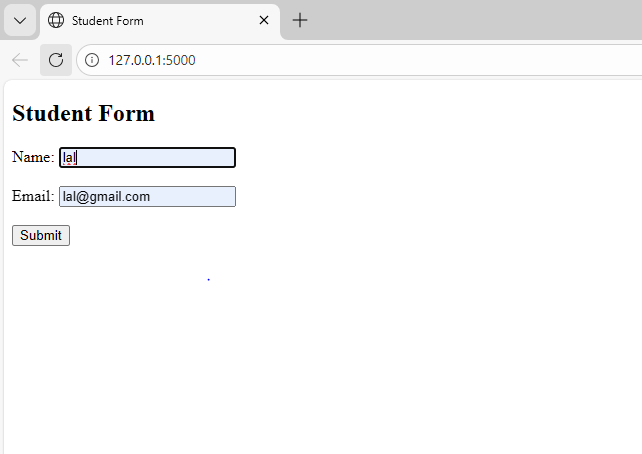 Student Form
127.0.0.1:5000
Student Form
Name: lal
Email: lal@gmail.com
Submit